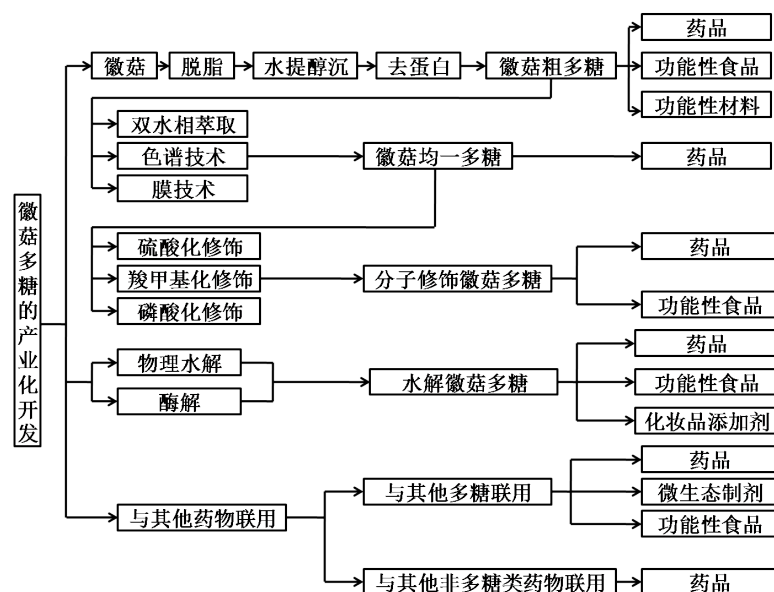 徽菇多糖的产业化开发
徽菇
脱脂
水提醇沉
去蛋白
徽菇粗多糖
药品
功能性食品
功能性材料
双水相萃取
色谱技术
膜技术
徽菇均一多糖
药品
硫酸化修饰
羧甲基化修饰
磷酸化修饰
分子修饰徽菇多糖
药品
功能性食品
物理水解
酶解
水解徽菇多糖
药品
功能性食品
化妆品添加剂
与其他药物联用
与其他多糖联用
药品
微生态制剂
功能性食品
与其他非多糖类药物联用
药品